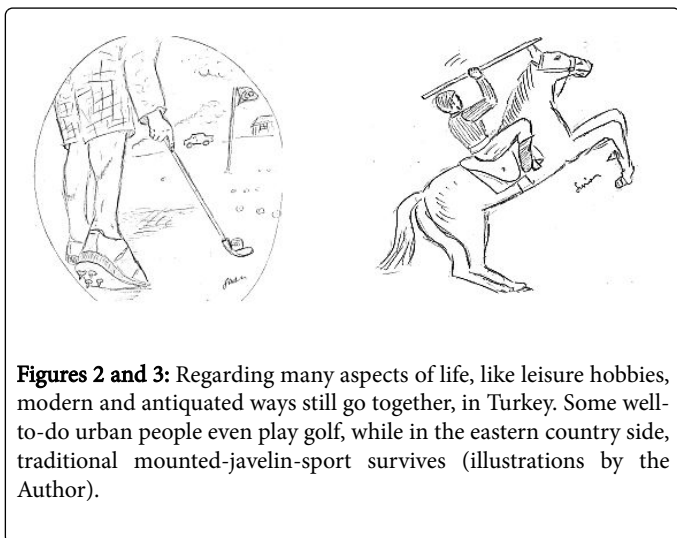 Figures 2 and 3: Regarding many aspects of life, like leisure hobbies,
modern and antiquated ways still go together, in Turkey. Some well-
to-do urban people even play golf, while in the eastern country side,
traditional mounted-javelin-sport survives (illustrations by the
Author).